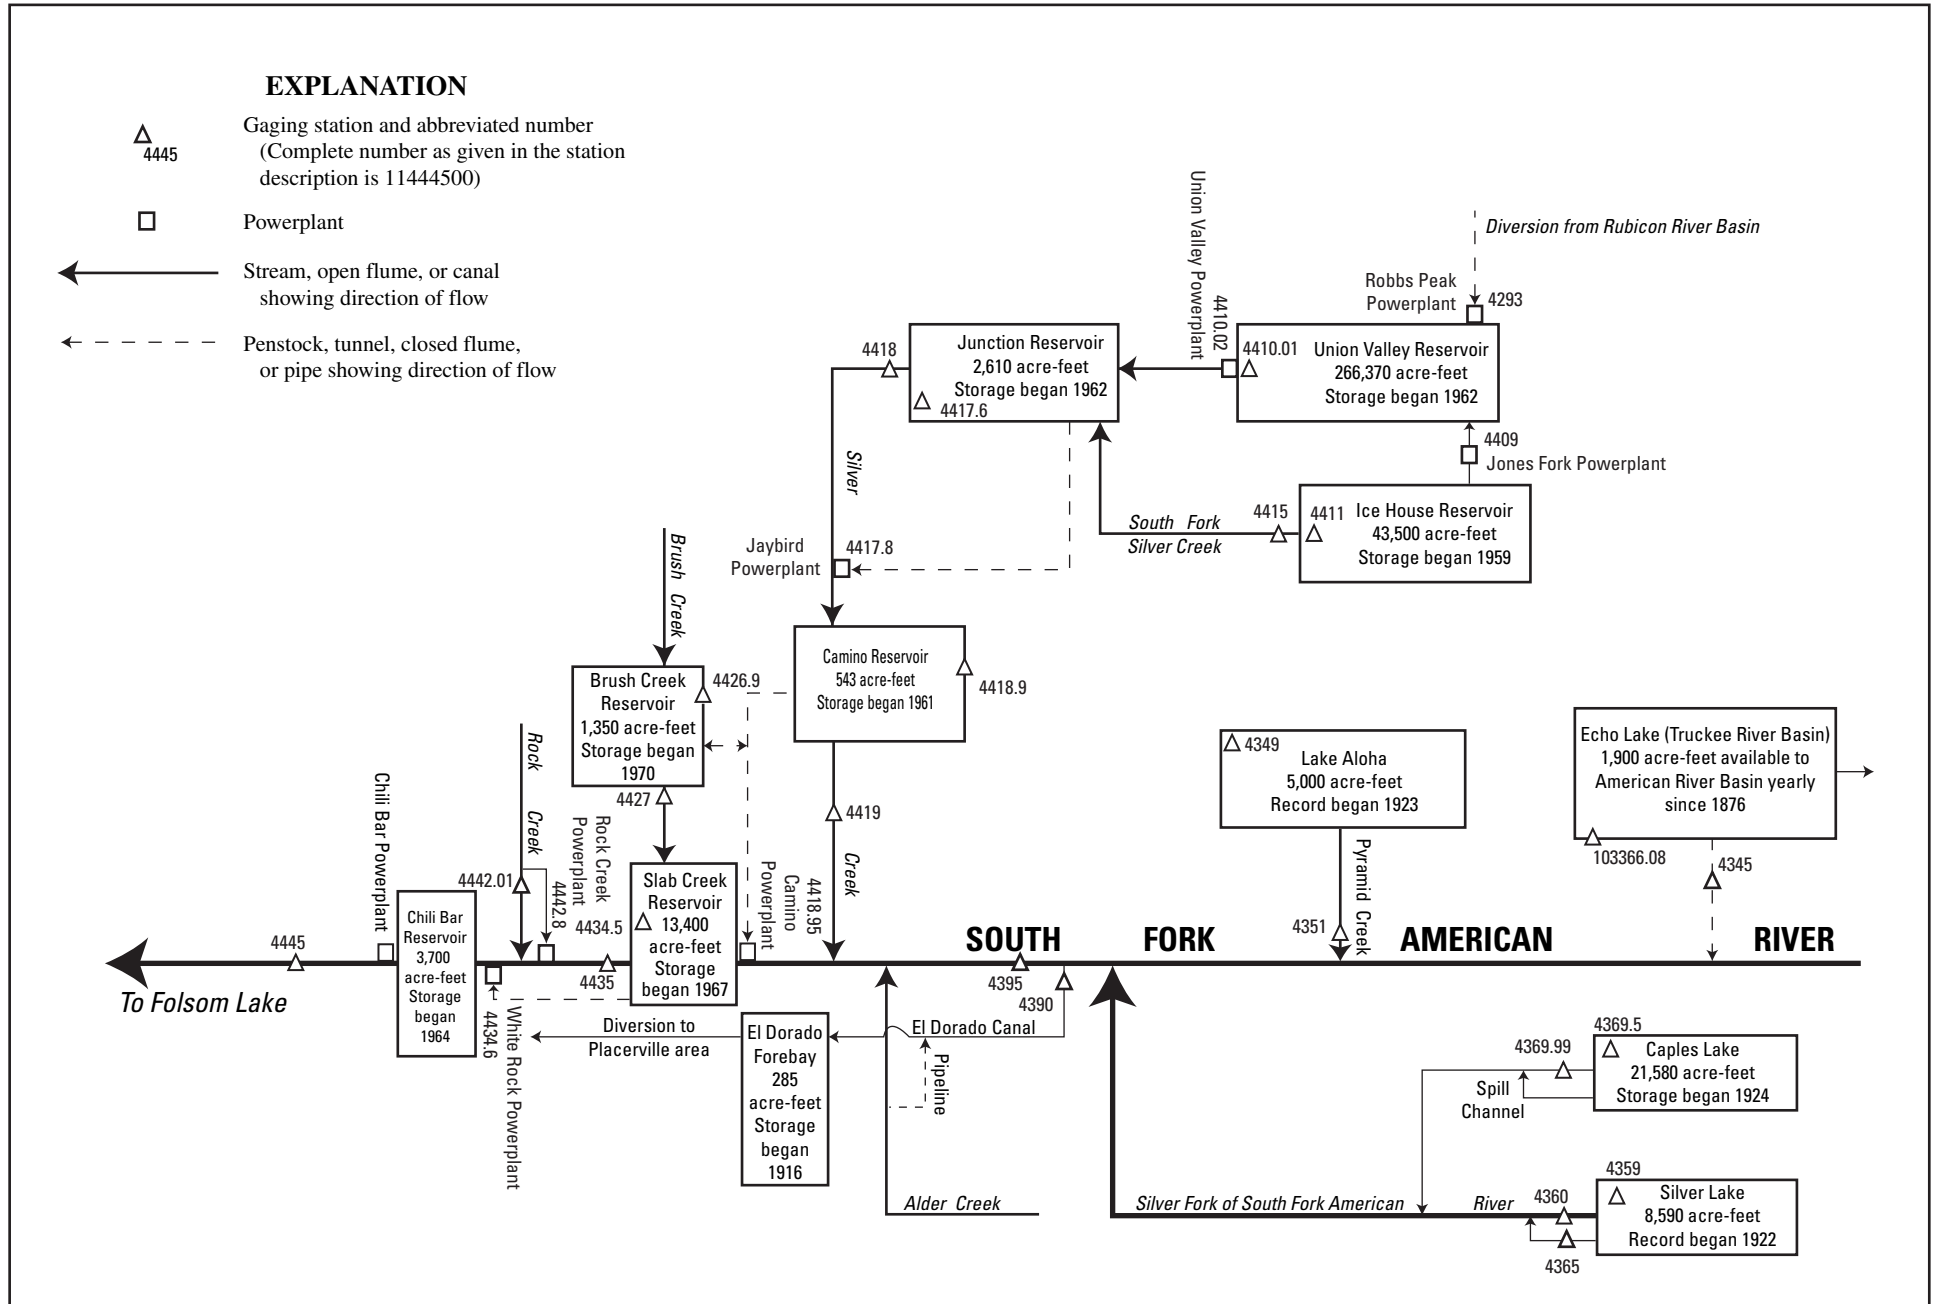 EXPLANATION
Gaging station and abbreviated number
(Complete number as given in the station
description is 11444500)
4445
Powerplant
Stream, open flume, or canal
showing direction of flow
Penstock, tunnel, closed flume,
or pipe showing direction of flow
Diversion from Rubicon River Basin
Robbs Peak
Powerplant
4293
Union Valley Powerplant
4410.02
4410.01
Union Valley Reservoir
266,370 acre-feet
Storage began 1962
Junction Reservoir
2,610 acre-feet
Storage began 1962
4417.6
4418
4409
Jones Fork Powerplant
Ice House Reservoir
43,500 acre-feet
Storage began 1959
4411
4415
South Fork
Silver Creek
Silver
Jaybird
Powerplant
4417.8
Brush Creek
Camino Reservoir
543 acre-feet
Storage began 1961
4418.9
Brush Creek
Reservoir
1,350 acre-feet
Storage began
1970
4426.9
4427
Rock Creek
4419
Creek
Lake Aloha
5,000 acre-feet
Record began 1923
4349
Pyramid Creek
4351
Echo Lake (Truckee River Basin)
1,900 acre-feet available to
American River Basin yearly
since 1876
103366.08
4345
Chili Bar Powerplant
4442.01
4442.8
Rock Creek
Powerplant
4434.5
Slab Creek
Reservoir
13,400
acre-feet
Storage
began 1967
Camino
Powerplant
4418.95
Chili Bar
Reservoir
3,700
acre-feet
Storage
began
1964
4445
4435
SOUTH FORK AMERICAN RIVER
4395
4390
To Folsom Lake
4434.6
White Rock Powerplant
Diversion to
Placerville area
El Dorado
Forebay
285
acre-feet
Storage
began
1916
El Dorado Canal
Pipeline
Alder Creek
4369.5
Caples Lake
21,580 acre-feet
Storage began 1924
4369.99
Spill
Channel
Silver Fork of South Fork American River
4359
Silver Lake
8,590 acre-feet
Record began 1922
4360
4365